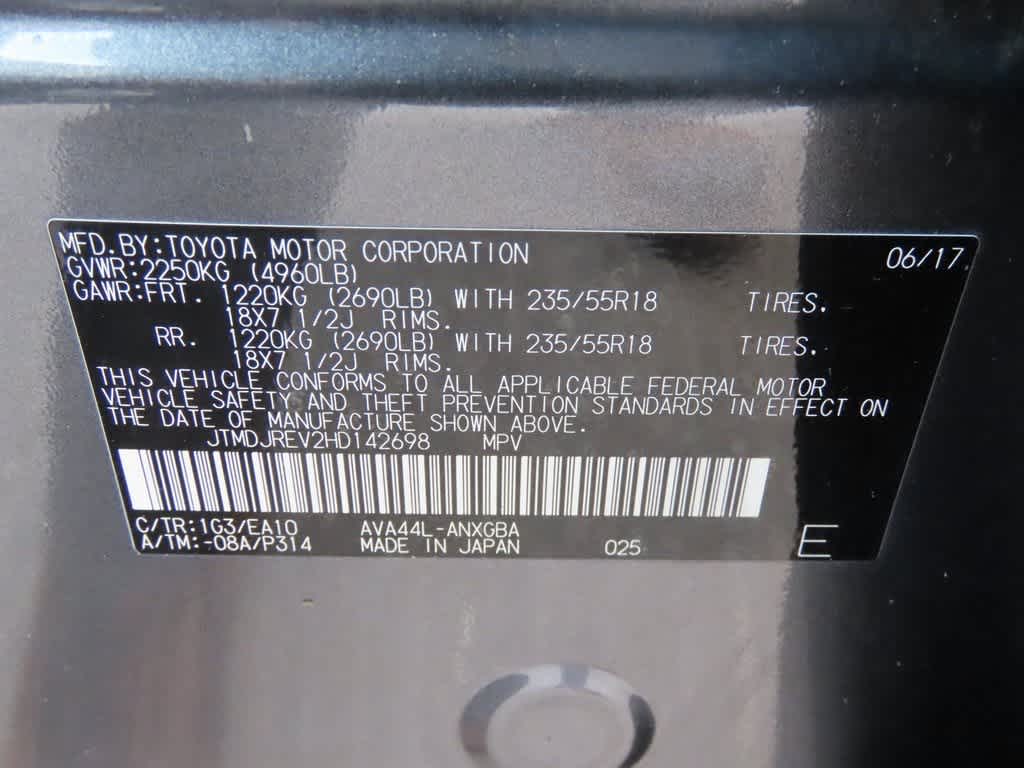 MFD.BY:TOYOTA MOTOR CORPORATION 06/17
GVWR:2250KG (4960LB)
GAWR:FRT. 1220KG (2690LB) WITH 235/55R18 TIRES.
18X7 1/2J RIMS.
RR. 1220KG (2690LB) WITH 235/55R18 TIRES.
18X7 1/2J RIMS.
THIS VEHICLE CONFORMS TO ALL APPLICABLE FEDERAL MOTOR
VEHICLE SAFETY AND THEFT PREVENTION STANDARDS IN EFFECT ON
THE DATE OF MANUFACTURE SHOWN ABOVE.
JTMDJREV2HD142698 MPV
C/TR:1G3/EA10 AVA44L-ANXGBA
A/TM:-08A/P314 MADE IN JAPAN 025 E